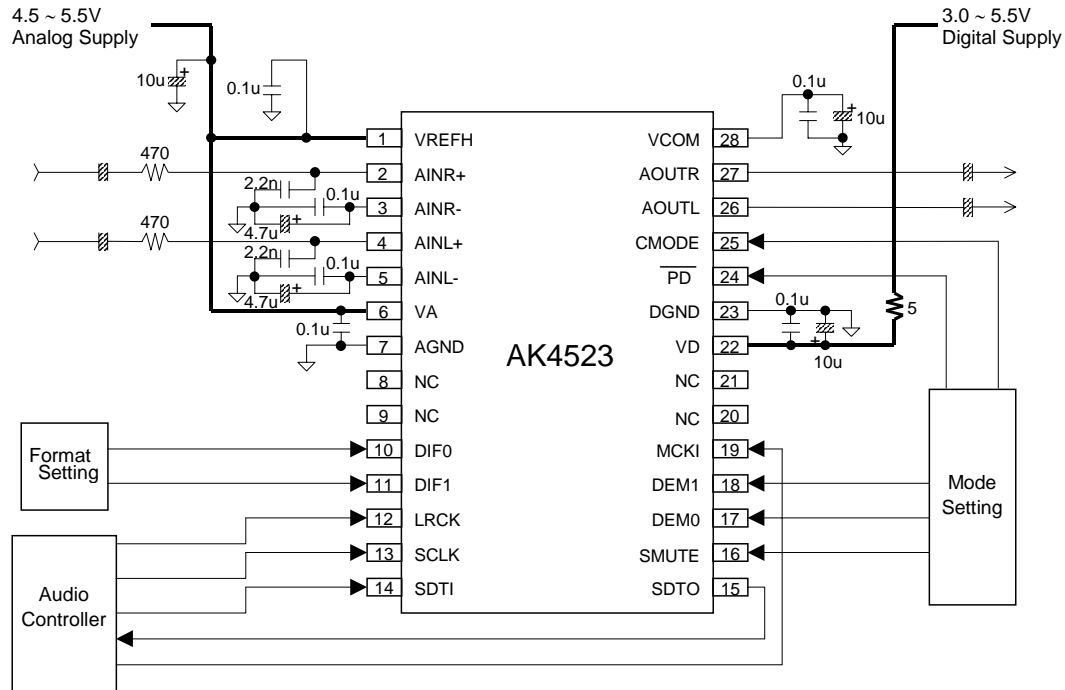 4.5 ~ 5.5V
Analog Supply
3.0 ~ 5.5V
Digital Supply
10u
+
0.1u
0.1u
+
10u
1 VREFH
VCOM 28
470
2 AINR+
AOUTR 27
2.2n
0.1u
3 AINR-
AOUTL 26
+
4.7u
470
4 AINL+
CMODE 25
2.2n
0.1u
5 AINL-
PD 24
+
4.7u
6 VA
DGND 23
0.1u
5
0.1u
7 AGND
VD 22
+
10u
AK4523
8 NC
NC 21
9 NC
NC 20
Format
Setting
10 DIF0
MCKI 19
11 DIF1
DEM1 18
Mode
Setting
12 LRCK
DEM0 17
13 SCLK
SMUTE 16
14 SDTI
SDTO 15
Audio
Controller